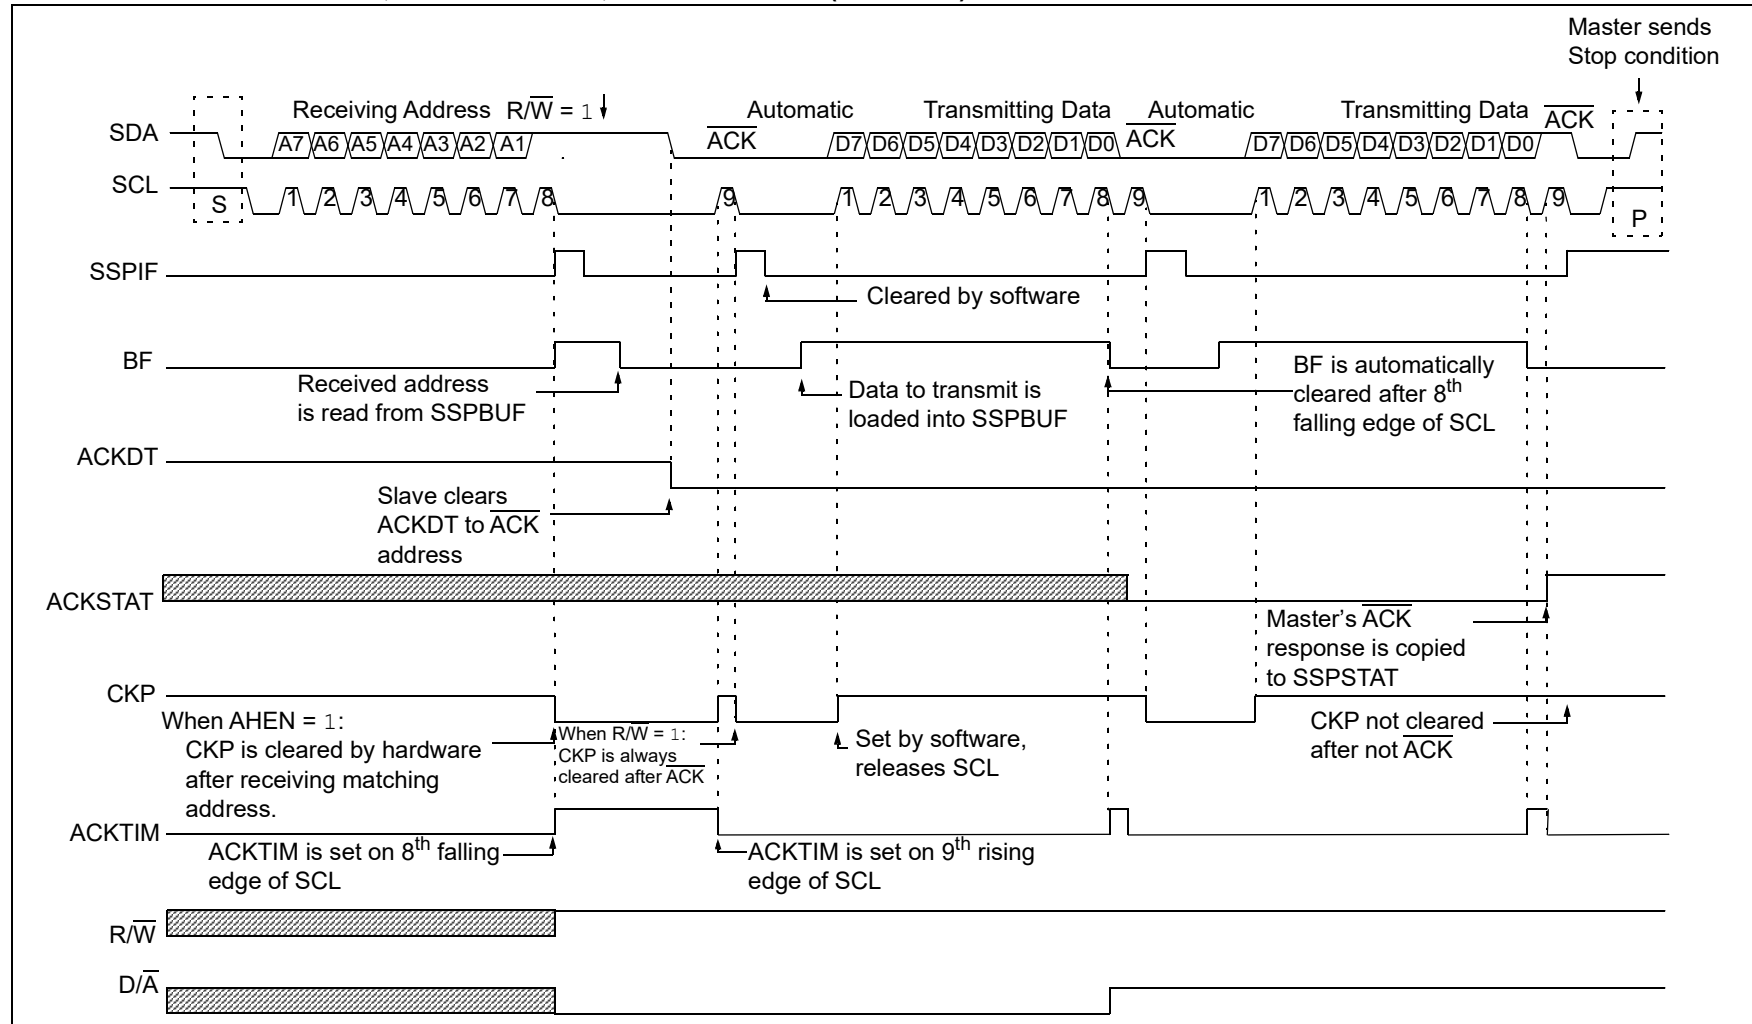 Master sends
Stop condition
Receiving Address R/W = 1
Automatic
Transmitting Data
Automatic
Transmitting Data
ACK
SDA
A7 A6 A5 A4 A3 A2 A1
ACK
D7 D6 D5 D4 D3 D2 D1 D0
ACK
D7 D6 D5 D4 D3 D2 D1 D0
SCL
S
1 2 3 4 5 6 7 8 9
1 2 3 4 5 6 7 8 9
1 2 3 4 5 6 7 8 9
P
SSPIF
Cleared by software
BF
Received address
is read from SSPBUF
Data to transmit is
loaded into SSPBUF
BF is automatically
cleared after 8th
falling edge of SCL
ACKDT
Slave clears
ACKDT to ACK
address
ACKSTAT
Master's ACK
response is copied
to SSPSTAT
CKP
When AHEN = 1:
CKP is cleared by hardware
after receiving matching
address.
When R/W = 1:
CKP is always
cleared after ACK
Set by software,
releases SCL
CKP not cleared
after not ACK
ACKTIM
ACKTIM is set on 8th falling
edge of SCL
ACKTIM is set on 9th rising
edge of SCL
R/W
D/A